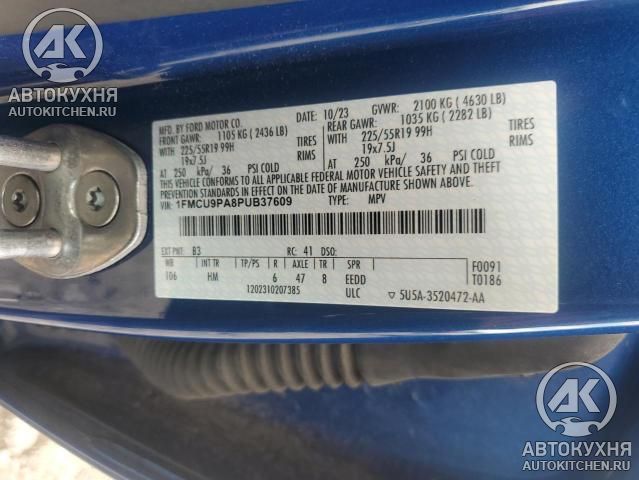 AK
АВТОКУХНЯ
AUTOKITCHEN.RU
MFD. BY FORD MOTOR CO. 10/23 GVWR: 2100 KG ( 4630 LB)
FRONT GAWR: 1105 KG ( 2436 LB) REAR GAWR: 1035 KG ( 2282 LB)
WITH 225/55R19 99H TIRES WITH 225/55R19 99H TIRES
19x7.5J RIMS 19x7.5J RIMS
AT 250 kPa/ 36 PSI COLD AT 250 kPa/ 36 PSI COLD
THIS VEHICLE CONFORMS TO ALL APPLICABLE FEDERAL MOTOR VEHICLE SAFETY AND THEFT
PREVENTION STANDARDS IN EFFECT ON THE DATE OF MANUFACTURE SHOWN ABOVE.
VIN: 1FMCU9PA8PUB37609 TYPE: MPV
EXT PNT: B3 RC: 41 DSO: F0091
WB INT TR TP/PS R AXLE TR SPR T0186
106 HM 6 47 8 EEDD
1202310207385 ULC ▽ 5U5A-3520472-AA
AK
АВТОКУХНЯ
AUTOKITCHEN.RU